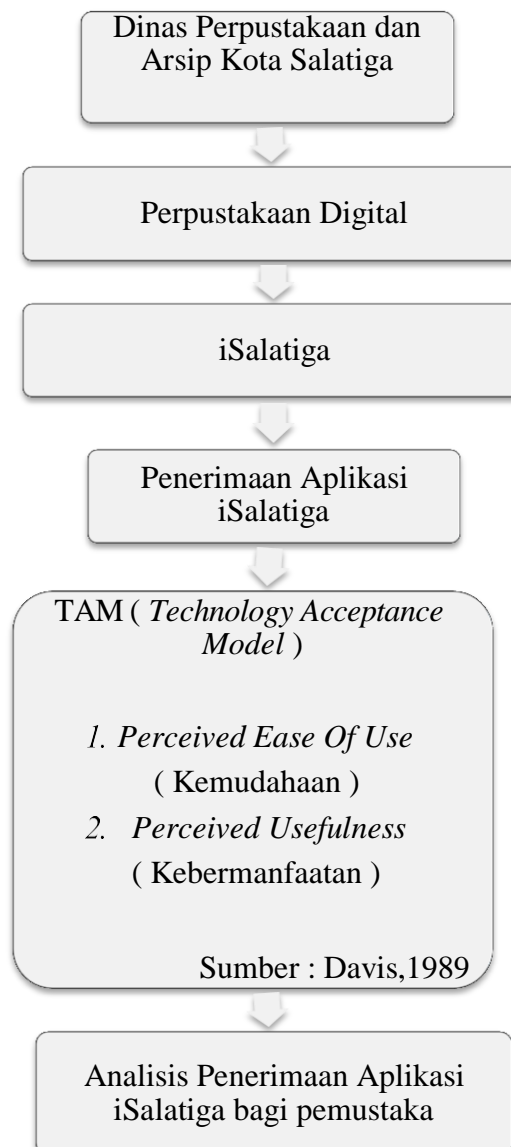 Dinas Perpustakaan dan
Arsip Kota Salatiga
Perpustakaan Digital
iSalatiga
Penerimaan Aplikasi
iSalatiga
TAM ( Technology Acceptance
Model )
1. Perceived Ease Of Use
( Kemudahaan )
2. Perceived Usefulness
( Kebermanfaatan )
Sumber : Davis,1989
Analisis Penerimaan Aplikasi
iSalatiga bagi pemustaka